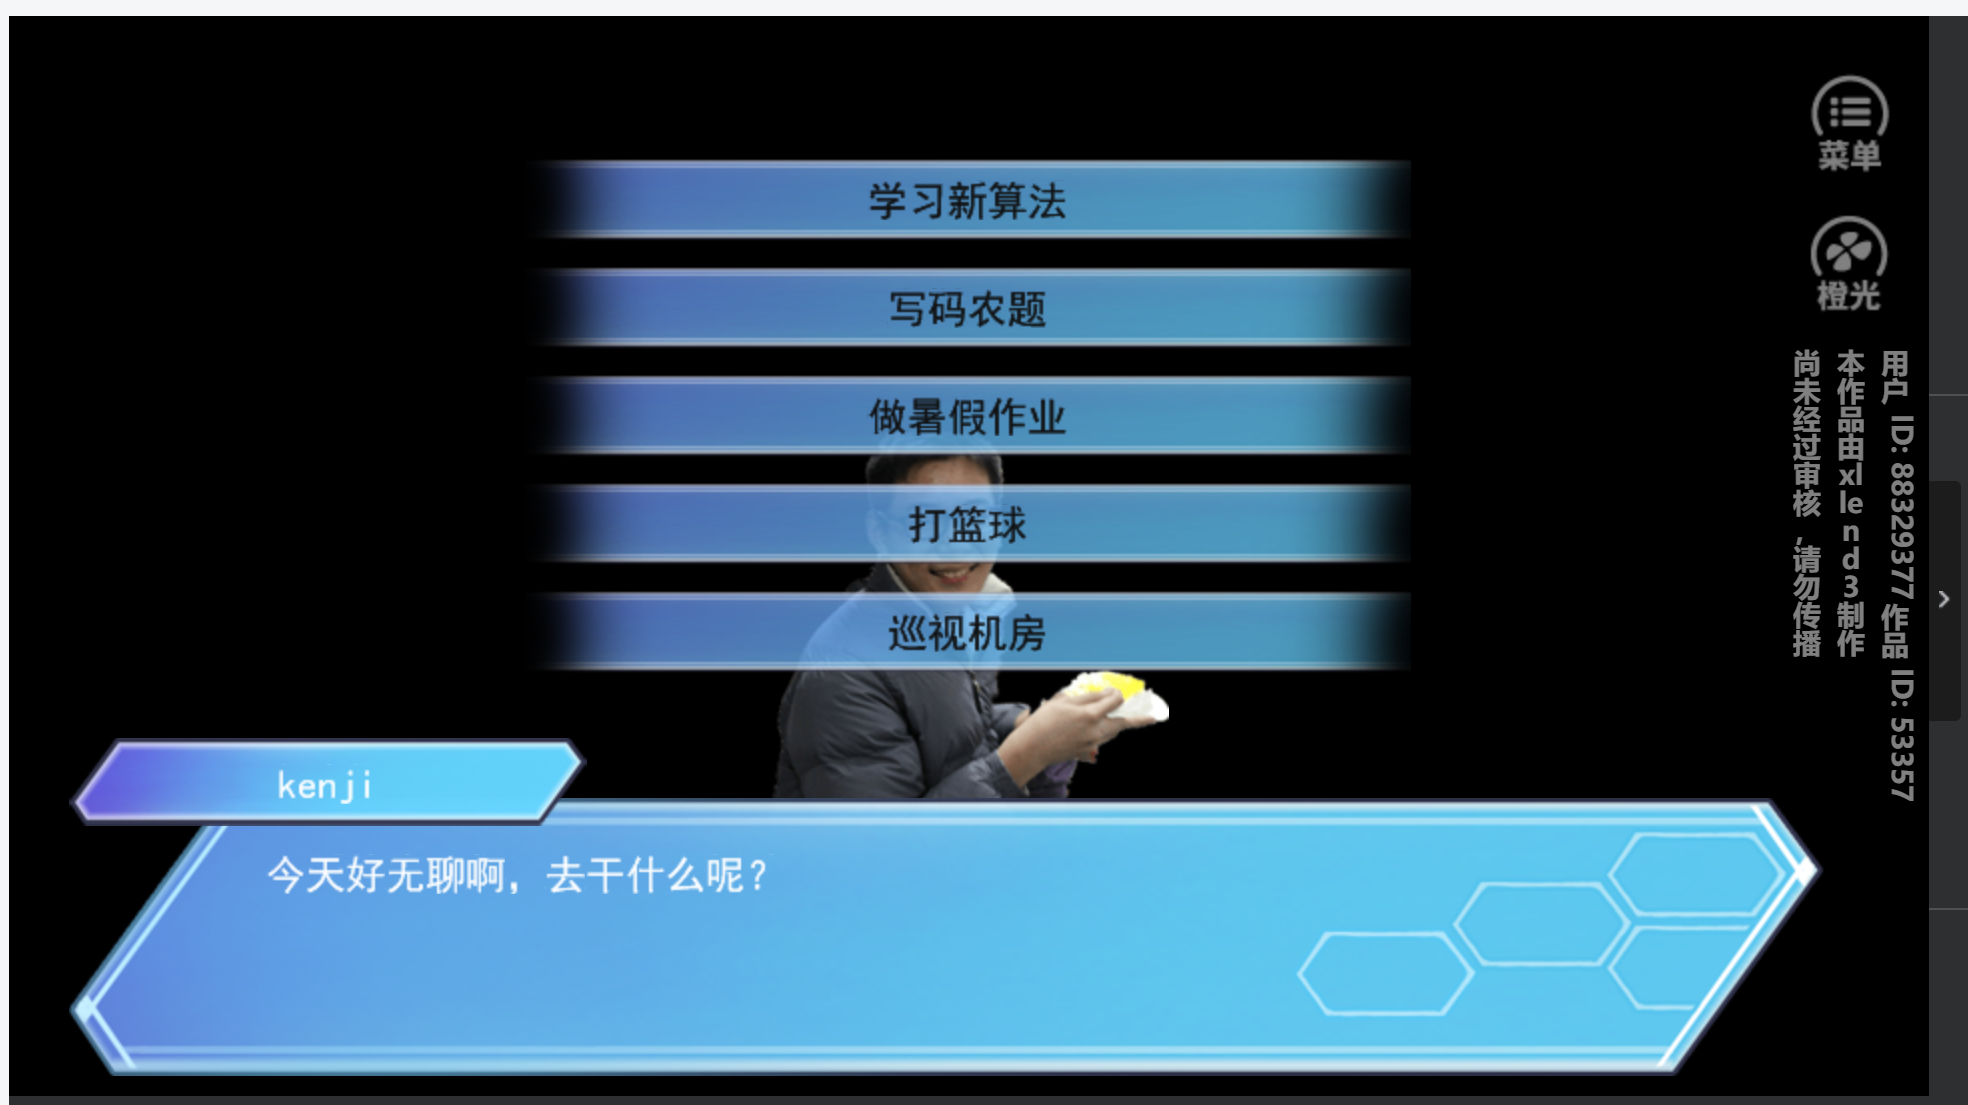 菜单
橙光
学习新算法
写码农题
做暑假作业
打篮球
巡视机房
用户 ID: 88329377 作品 ID: 53357
本作品由xlend3制作
尚未经过审核,请勿传播
kenji
今天好无聊啊，去干什么呢？